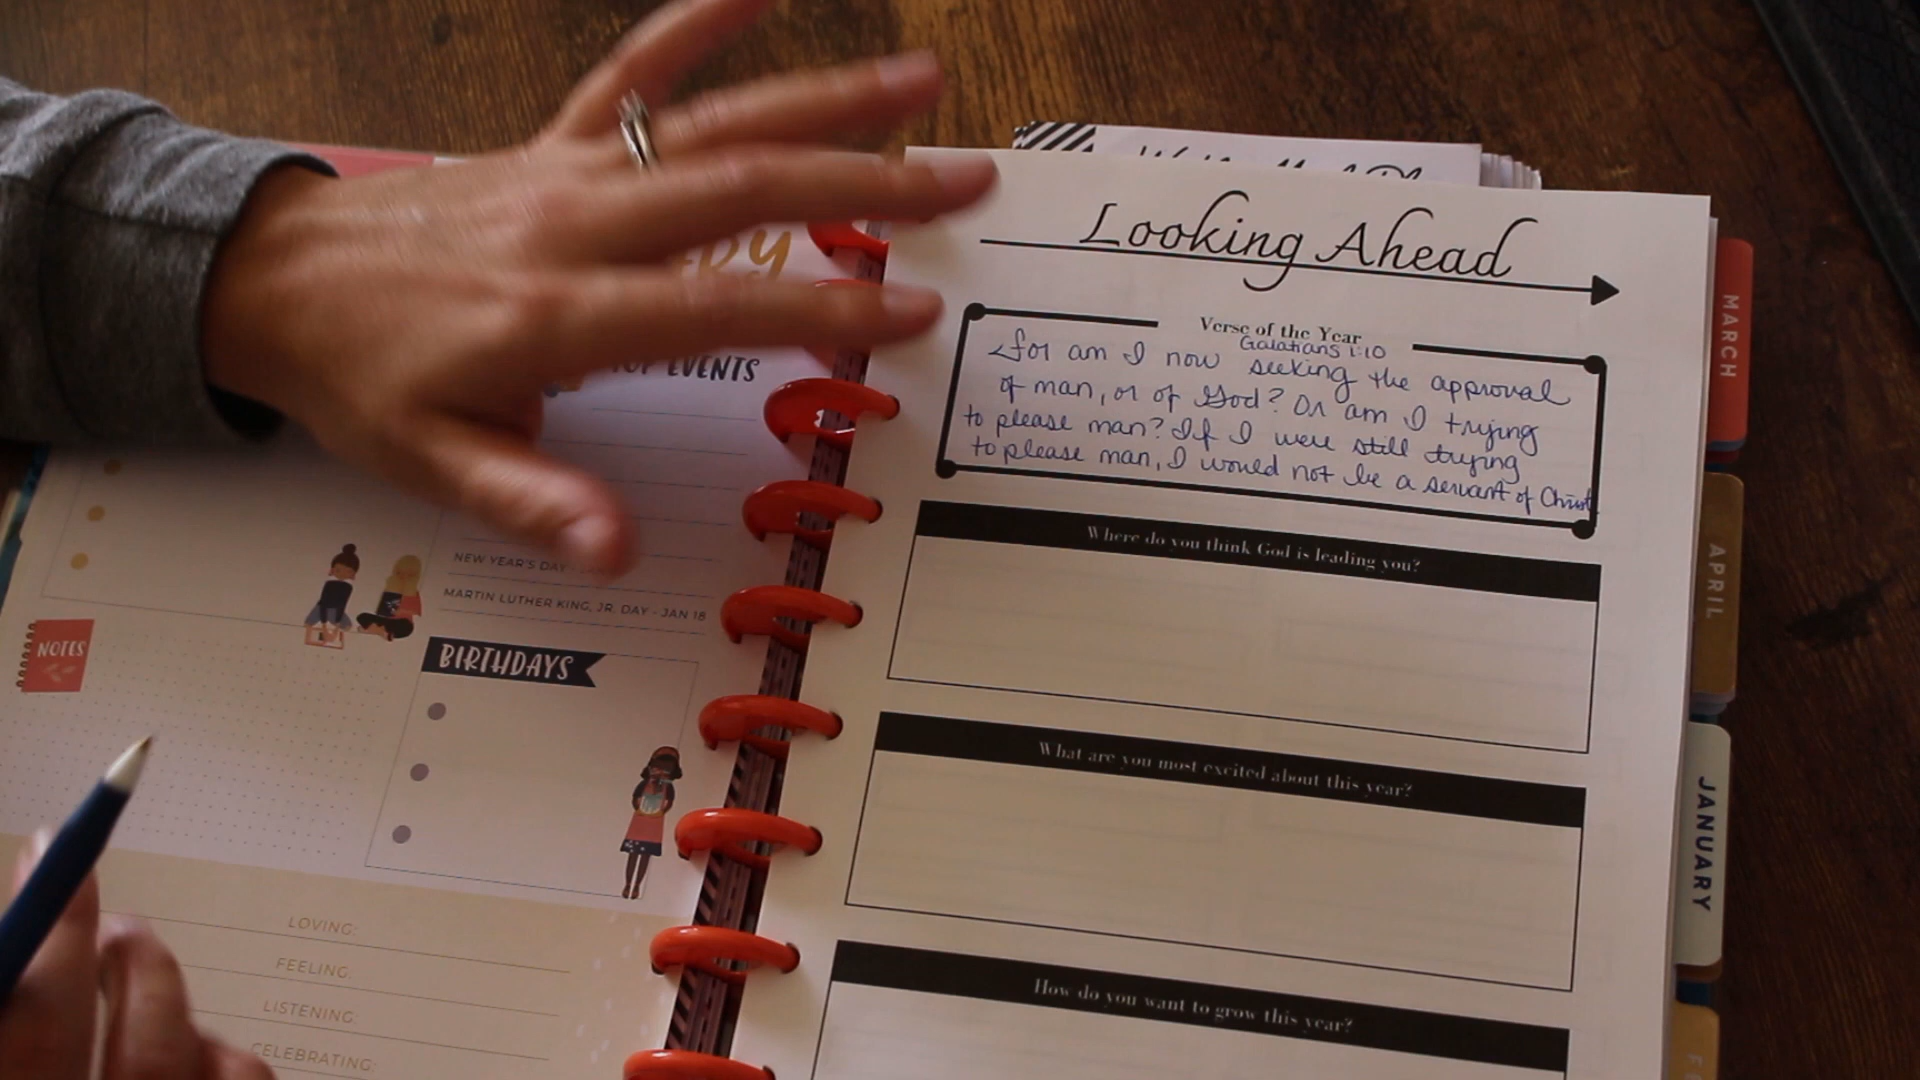 TOP EVENTS
NEW YEAR'S DAY
MARTIN LUTHER KING, JR. DAY - JAN 18
NOTES
BIRTHDAYS
LOVING:
FEELING:
LISTENING:
CELEBRATING:
Looking Ahead
Verse of the Year
Galatians 1:10
For am I now seeking the approval
of man, or of God? Or am I trying
to please man? If I were still trying
to please man, I would not be a servant of Christ.
Where do you think God is leading you?
What are you most excited about this year?
How do you want to grow this year?
MARCH
APRIL
JANUARY